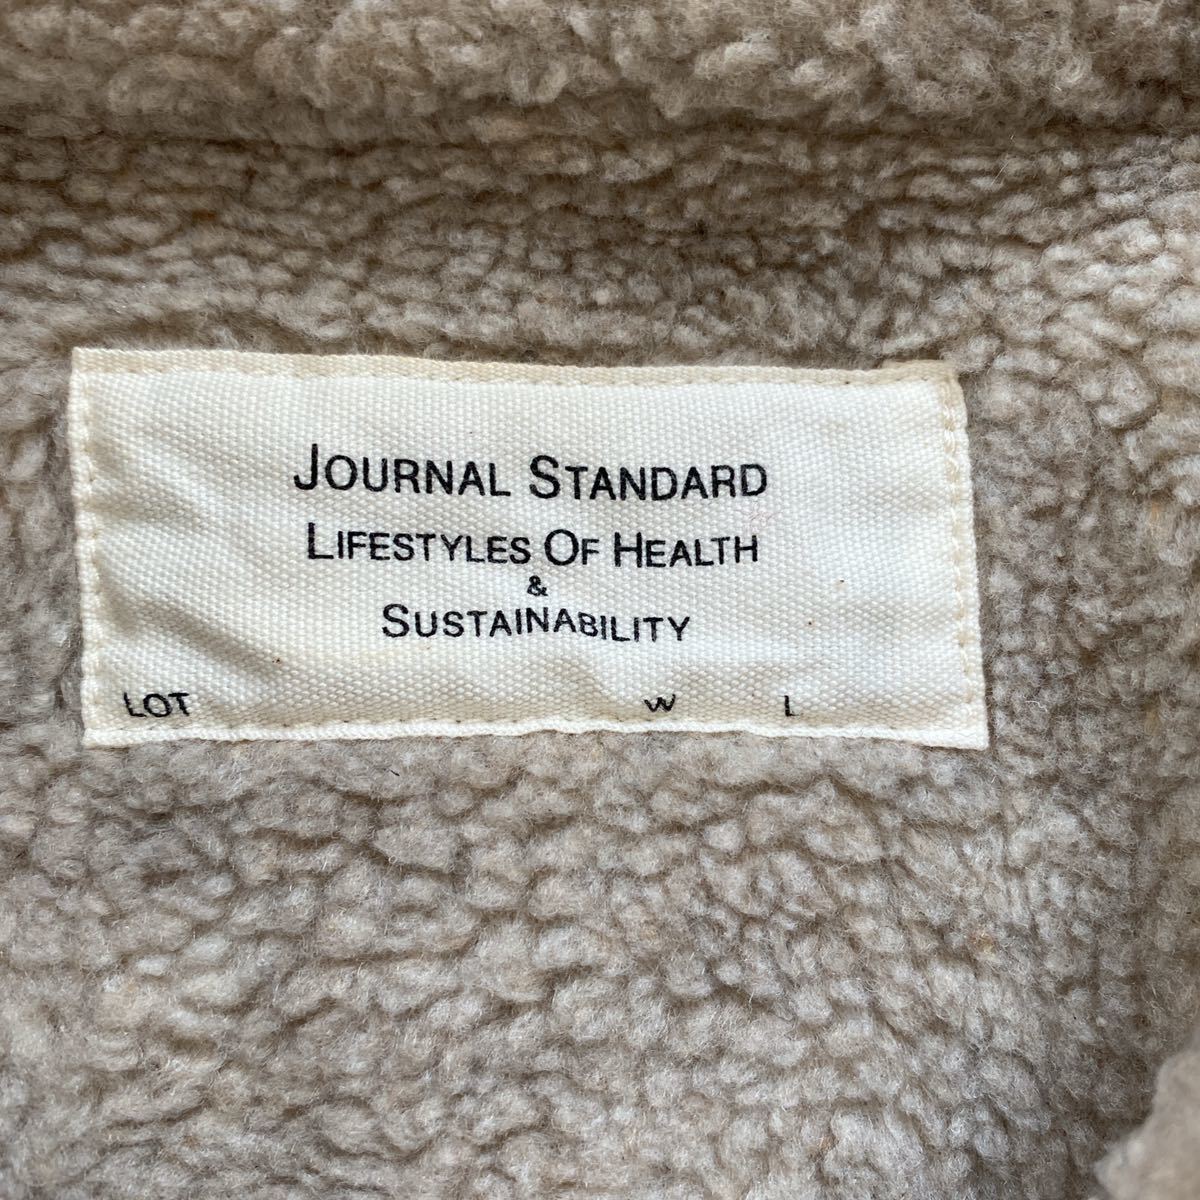 JOURNAL STANDARD
LIFESTYLES OF HEALTH
&
SUSTAINABILITY
LOT W L